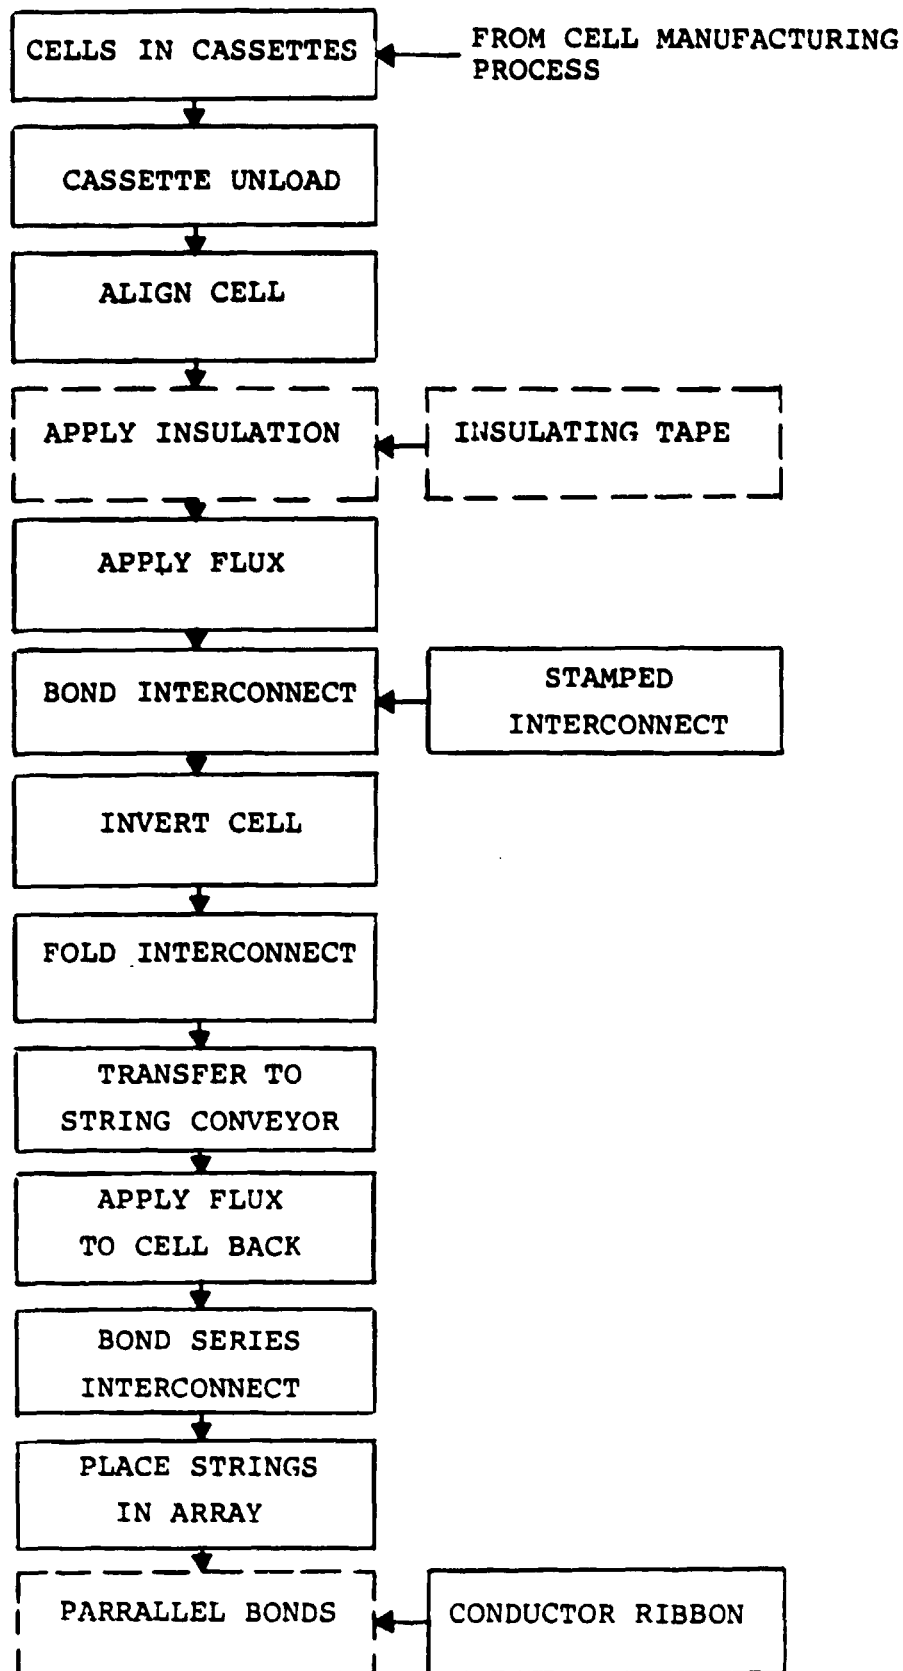 CELLS IN CASSETTES
FROM CELL MANUFACTURING
PROCESS
CASSETTE UNLOAD
ALIGN CELL
APPLY INSULATION
INSULATING TAPE
APPLY FLUX
BOND INTERCONNECT
STAMPED
INTERCONNECT
INVERT CELL
FOLD INTERCONNECT
TRANSFER TO
STRING CONVEYOR
APPLY FLUX
TO CELL BACK
BOND SERIES
INTERCONNECT
PLACE STRINGS
IN ARRAY
PARRALLEL BONDS
CONDUCTOR RIBBON